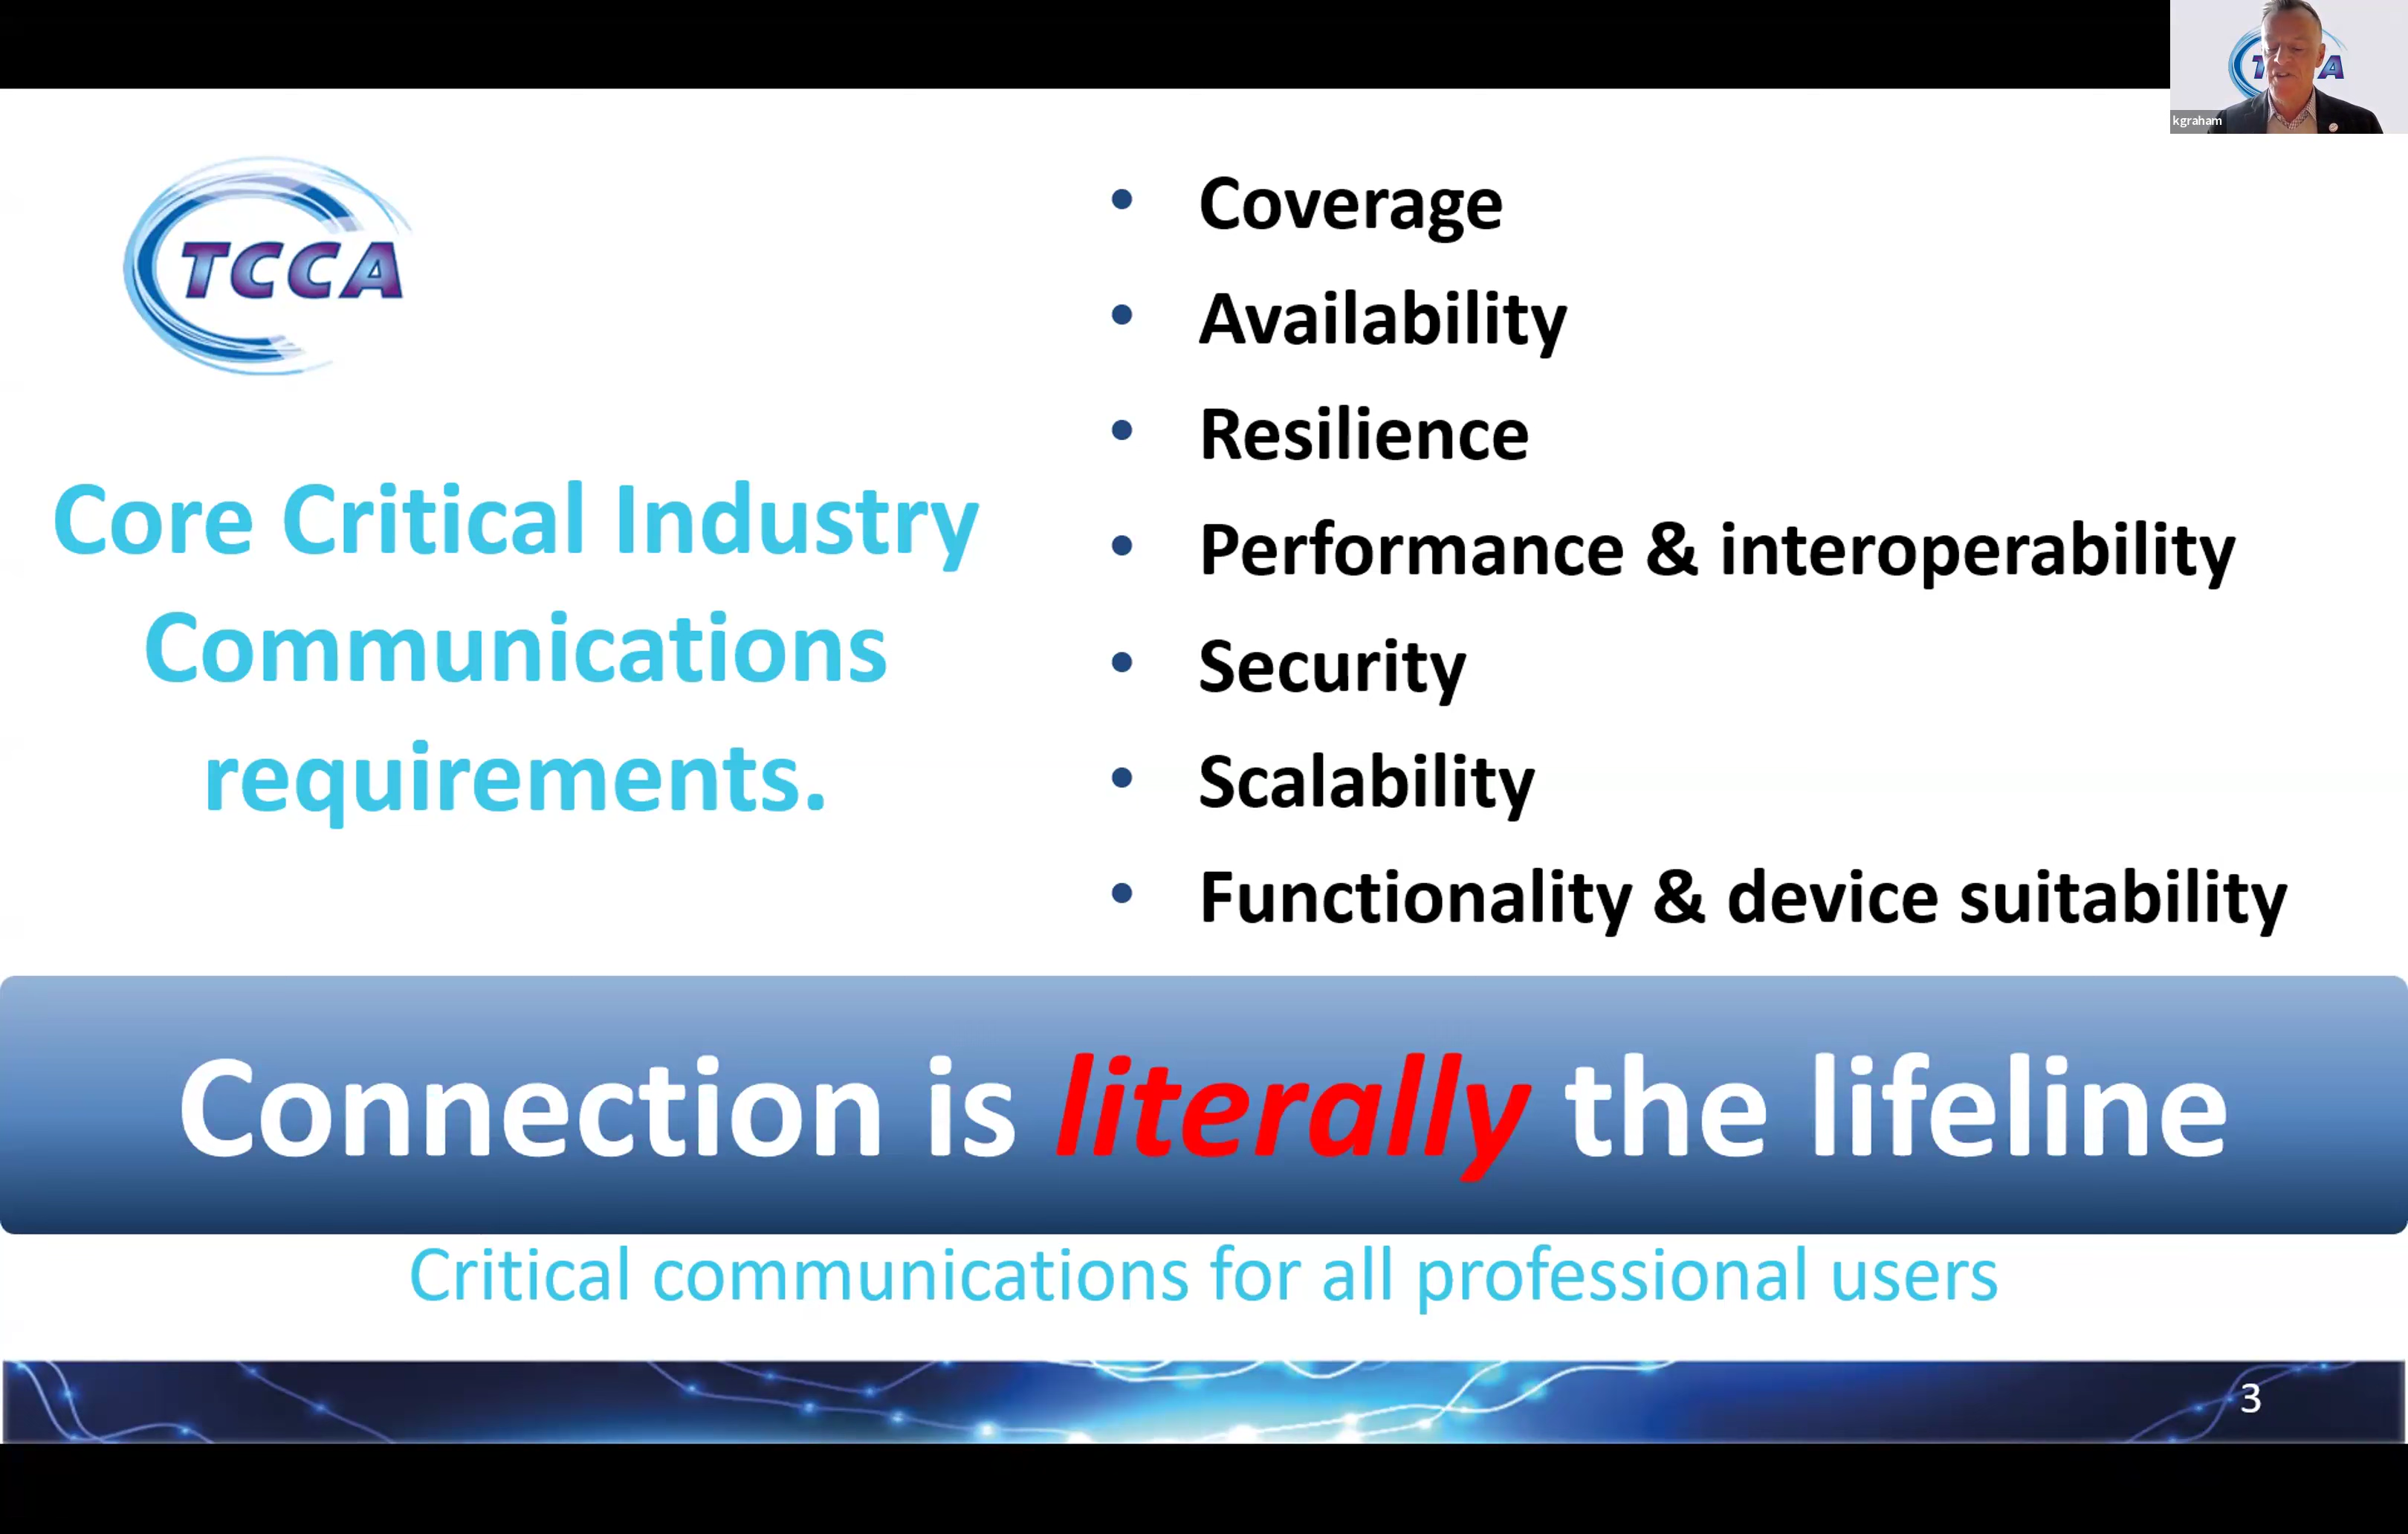 kgraham
TCCA
Core Critical Industry
Communications
requirements.
• Coverage
• Availability
• Resilience
• Performance & interoperability
• Security
• Scalability
• Functionality & device suitability
Connection is literally the lifeline
Critical communications for all professional users
3